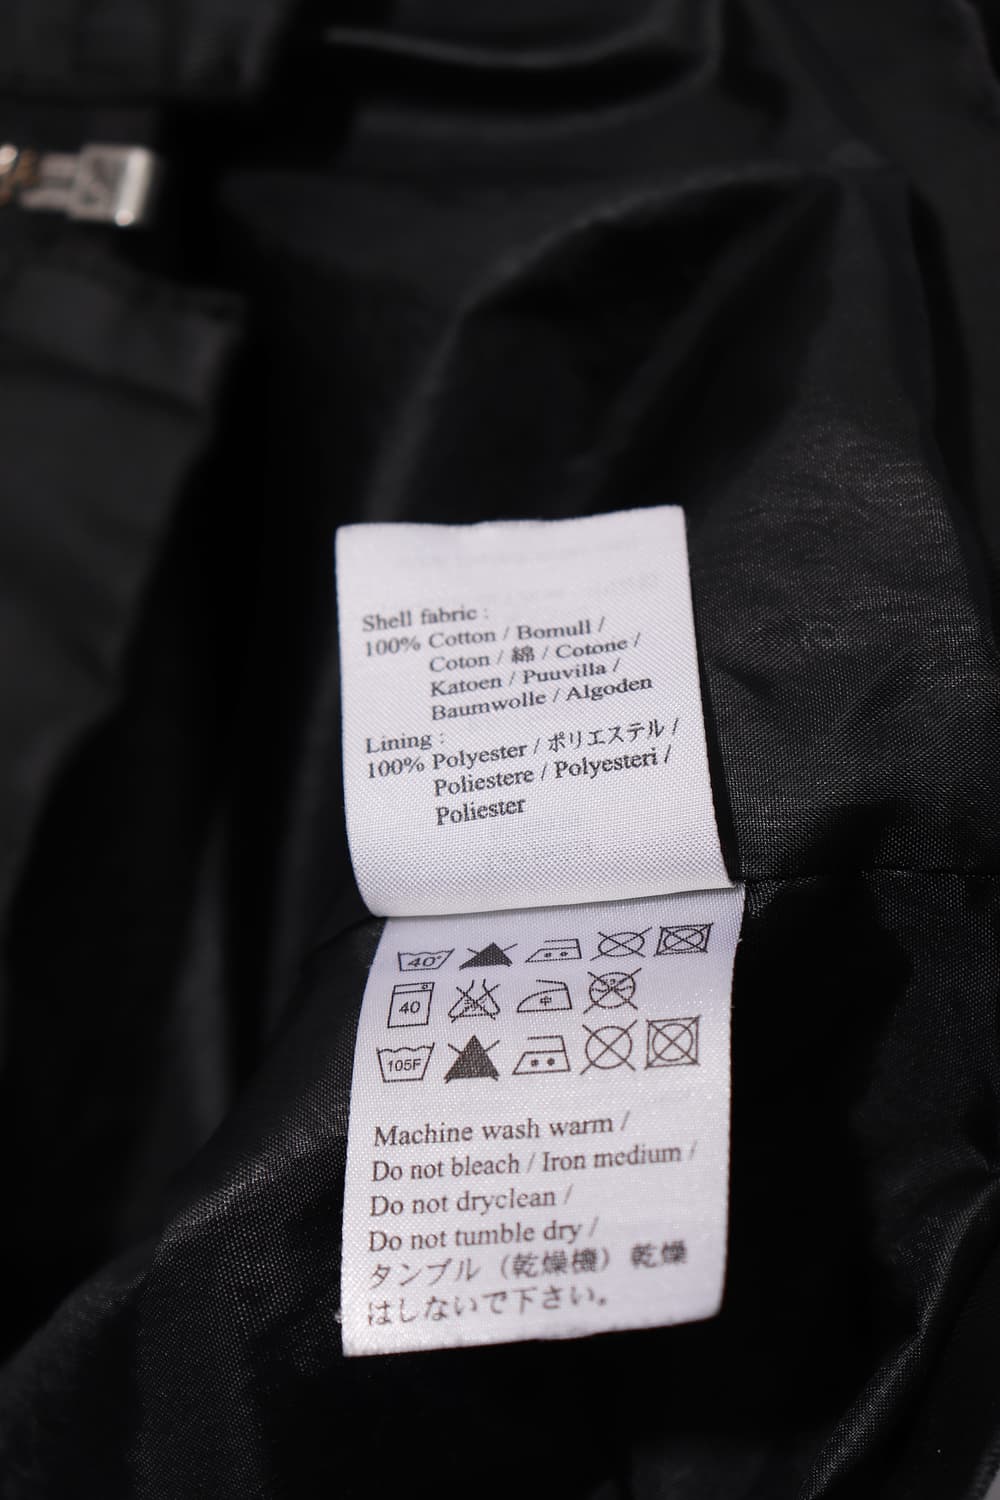 Shell fabric :
100% Cotton / Bomull /
Coton / 綿 / Cotone /
Katoen / Puuvilla /
Baumwolle / Algoden
Lining :
100% Polyester / ポリエステル /
Poliestere / Polyesteri /
Poliester
40°
40
105F
Machine wash warm /
Do not bleach / Iron medium /
Do not dryclean /
Do not tumble dry /
タンブル（乾燥機）乾燥
はしないで下さい。